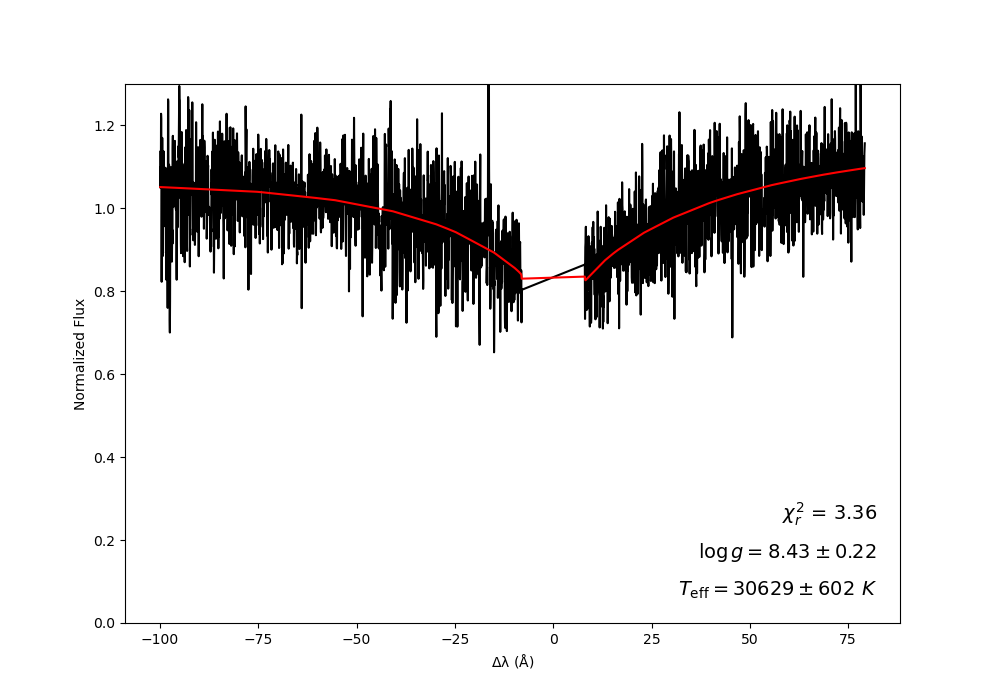 1.2
1.0
0.8
0.6
0.4
0.2
0.0
Normalized Flux
χ²ᵣ = 3.36
log g = 8.43 ± 0.22
T_eff = 30629 ± 602 K
−100 −75 −50 −25 0 25 50 75
Δλ (Å)